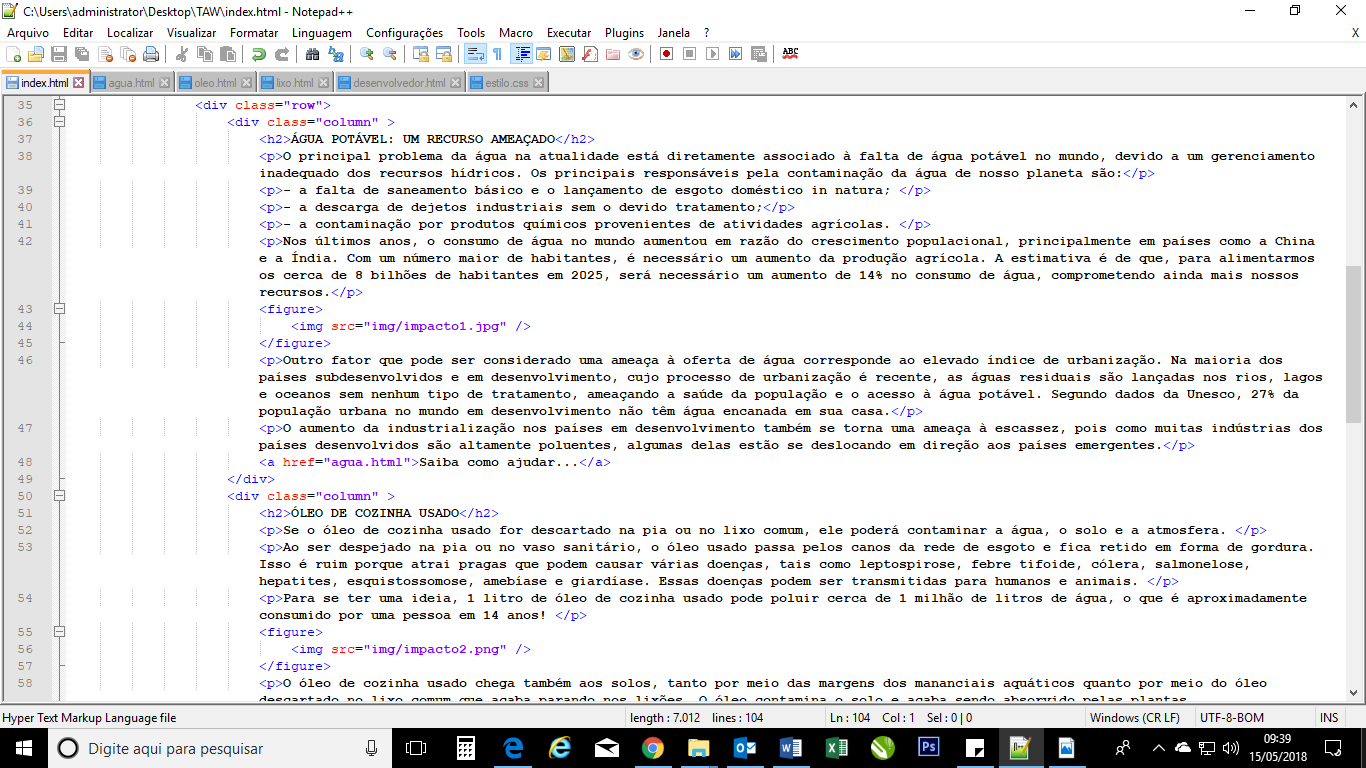 C:\Users\administrator\Desktop\TAW\index.html - Notepad++
Arquivo Editar Localizar Visualizar Formatar Linguagem Configurações Tools Macro Executar Plugins Janela ? X
ABC
index.html agua.html oleo.html lixo.html desenvolvedor.html estilo.css
35 <div class="row">
36 <div class="column" >
37 <h2>ÁGUA POTÁVEL: UM RECURSO AMEAÇADO</h2>
38 <p>O principal problema da água na atualidade está diretamente associado à falta de água potável no mundo, devido a um gerenciamento
inadequado dos recursos hídricos. Os principais responsáveis pela contaminação da água de nosso planeta são:</p>
39 <p>- a falta de saneamento básico e o lançamento de esgoto doméstico in natura; </p>
40 <p>- a descarga de dejetos industriais sem o devido tratamento;</p>
41 <p>- a contaminação por produtos químicos provenientes de atividades agrícolas. </p>
42 <p>Nos últimos anos, o consumo de água no mundo aumentou em razão do crescimento populacional, principalmente em países como a China
e a Índia. Com um número maior de habitantes, é necessário um aumento da produção agrícola. A estimativa é de que, para alimentarmos
os cerca de 8 bilhões de habitantes em 2025, será necessário um aumento de 14% no consumo de água, comprometendo ainda mais nossos
recursos.</p>
43 <figure>
44 <img src="img/impacto1.jpg" />
45 </figure>
46 <p>Outro fator que pode ser considerado uma ameaça à oferta de água corresponde ao elevado índice de urbanização. Na maioria dos
países subdesenvolvidos e em desenvolvimento, cujo processo de urbanização é recente, as águas residuais são lançadas nos rios, lagos
e oceanos sem nenhum tipo de tratamento, ameaçando a saúde da população e o acesso à água potável. Segundo dados da Unesco, 27% da
população urbana no mundo em desenvolvimento não têm água encanada em sua casa.</p>
47 <p>O aumento da industrialização nos países em desenvolvimento também se torna uma ameaça à escassez, pois como muitas indústrias dos
países desenvolvidos são altamente poluentes, algumas delas estão se deslocando em direção aos países emergentes.</p>
48 <a href="agua.html">Saiba como ajudar...</a>
49 </div>
50 <div class="column" >
51 <h2>ÓLEO DE COZINHA USADO</h2>
52 <p>Se o óleo de cozinha usado for descartado na pia ou no lixo comum, ele poderá contaminar a água, o solo e a atmosfera. </p>
53 <p>Ao ser despejado na pia ou no vaso sanitário, o óleo usado passa pelos canos da rede de esgoto e fica retido em forma de gordura.
Isso é ruim porque atrai pragas que podem causar várias doenças, tais como leptospirose, febre tifoide, cólera, salmonelose,
hepatites, esquistossomose, amebíase e giardíase. Essas doenças podem ser transmitidas para humanos e animais. </p>
54 <p>Para se ter uma ideia, 1 litro de óleo de cozinha usado pode poluir cerca de 1 milhão de litros de água, o que é aproximadamente
consumido por uma pessoa em 14 anos! </p>
55 <figure>
56 <img src="img/impacto2.png" />
57 </figure>
58 <p>O óleo de cozinha usado chega também aos solos, tanto por meio das margens dos mananciais aquáticos quanto por meio do óleo
descartado no lixo comum que acaba parando nos lixões. O óleo contamina o solo e acaba sendo absorvido pelas plantas,
Hyper Text Markup Language file length : 7.012 lines : 104 Ln : 104 Col : 1 Sel : 0 | 0 Windows (CR LF) UTF-8-BOM INS
Digite aqui para pesquisar 09:39
15/05/2018